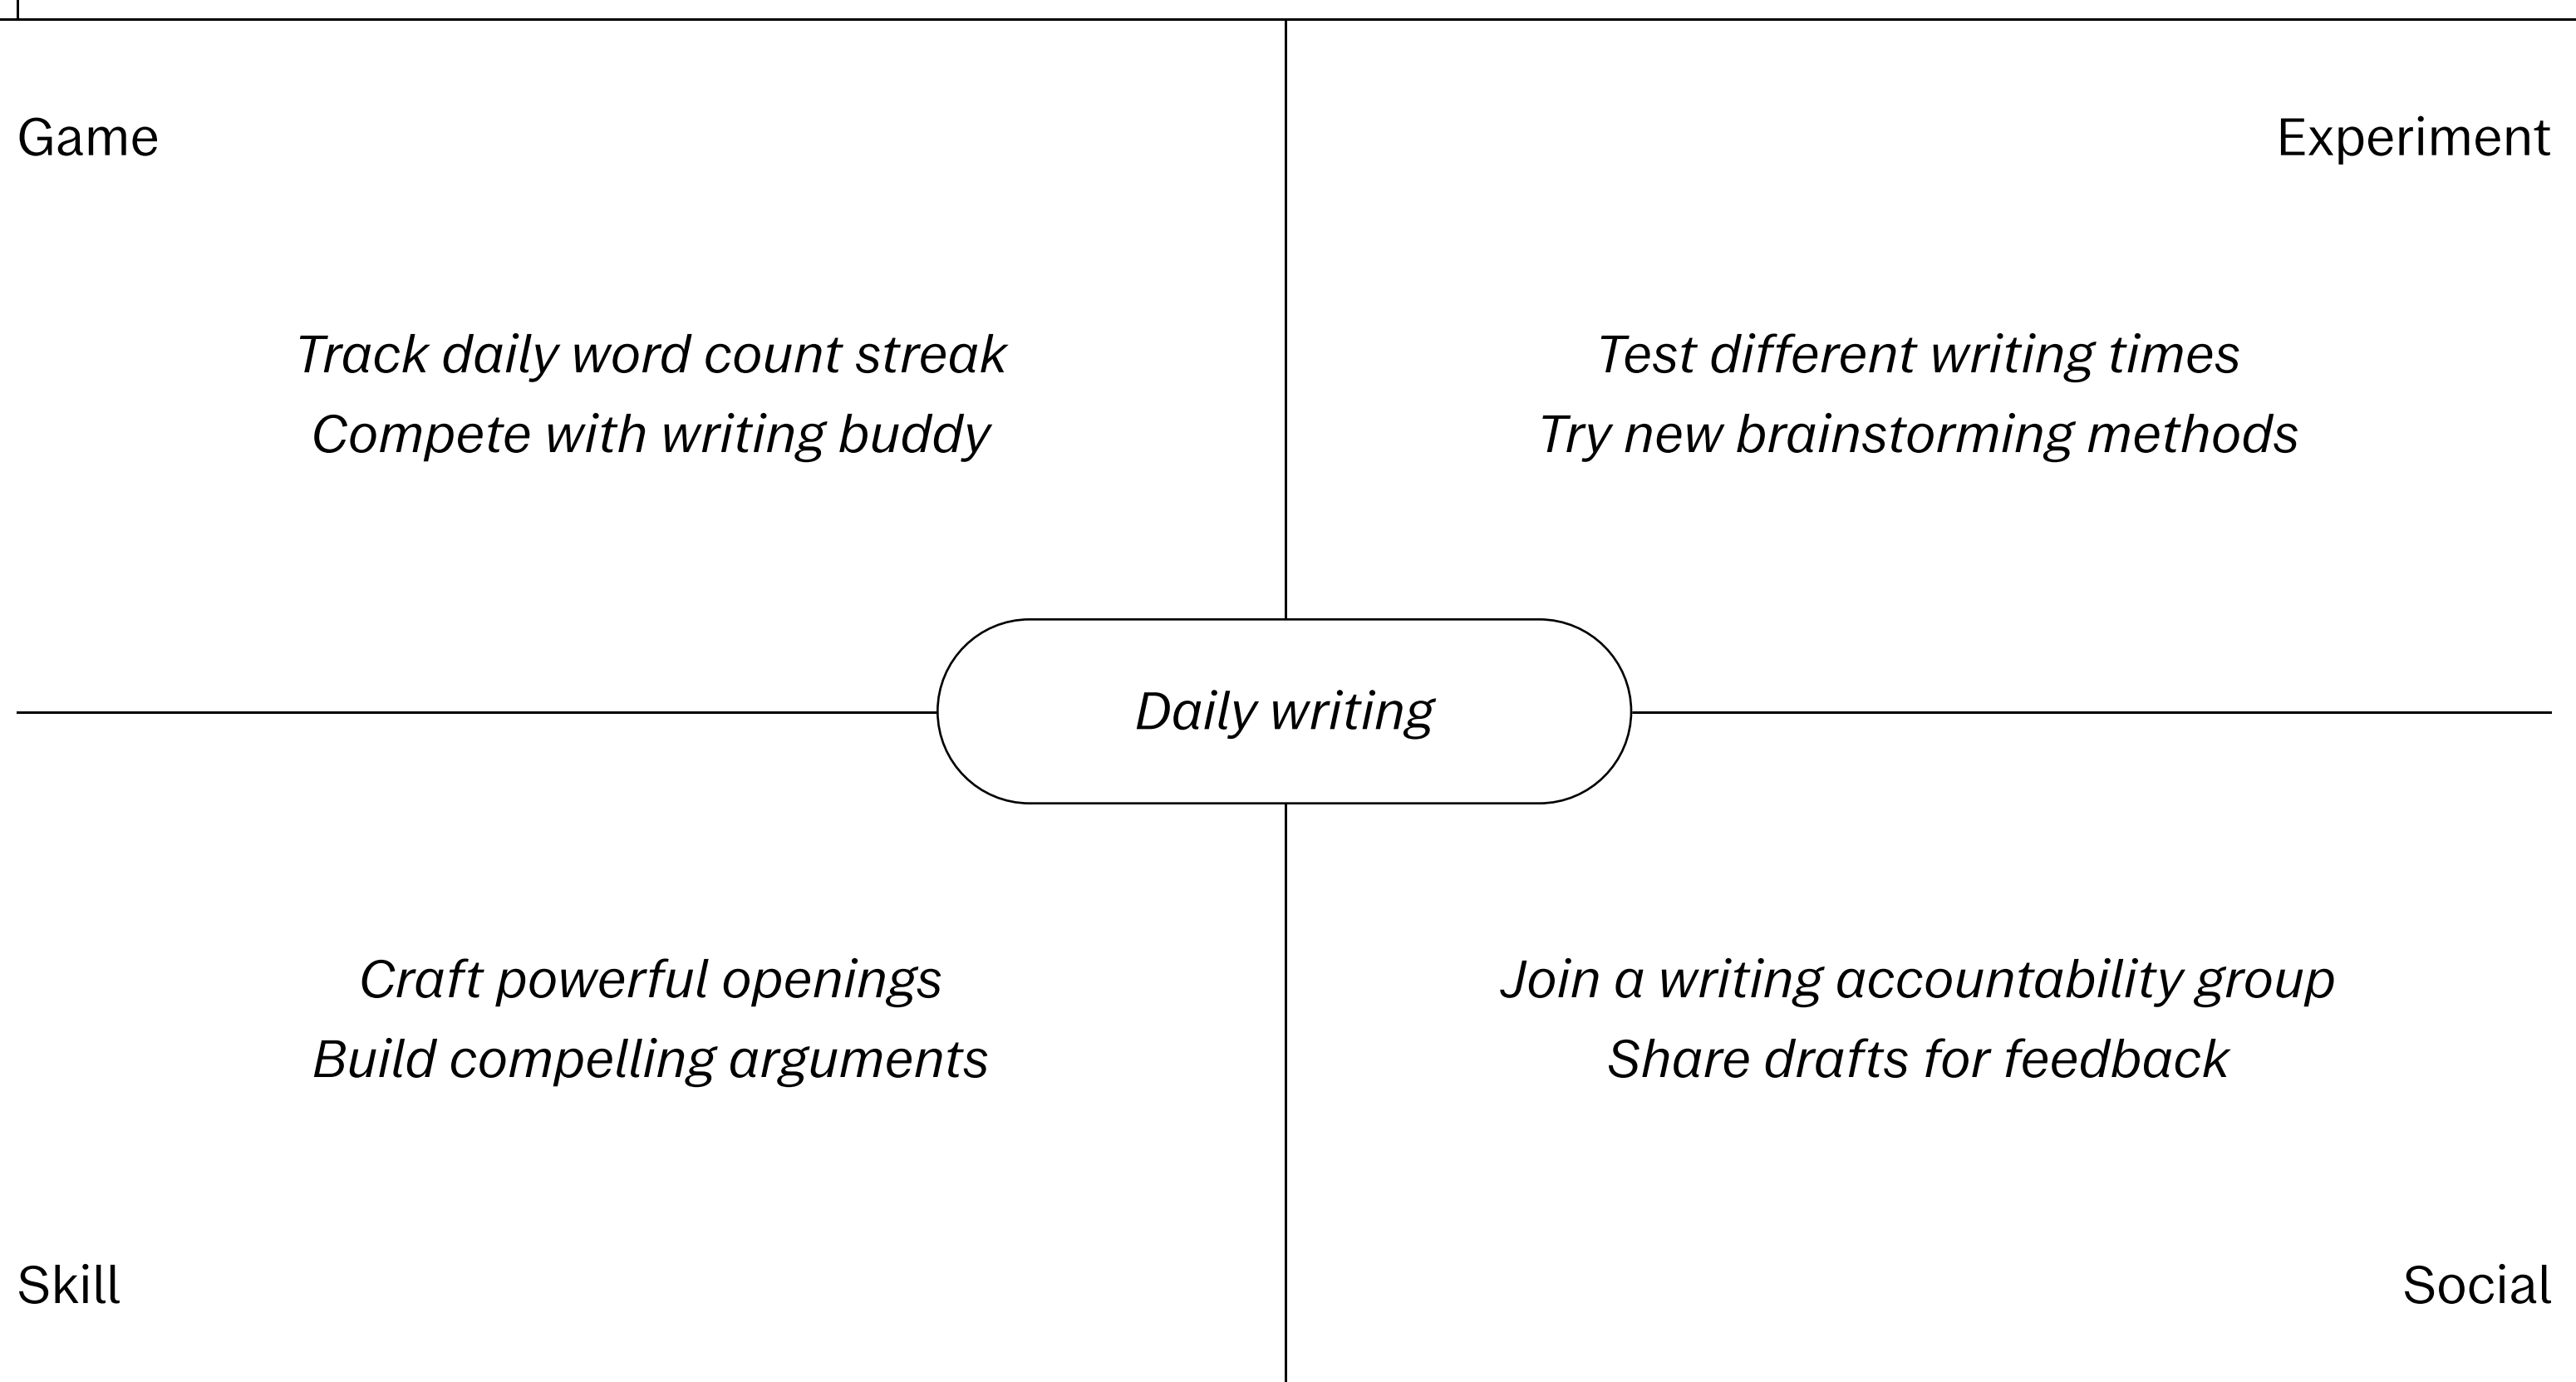 Game
Experiment
Track daily word count streak
Compete with writing buddy
Test different writing times
Try new brainstorming methods
Daily writing
Craft powerful openings
Build compelling arguments
Join a writing accountability group
Share drafts for feedback
Skill
Social